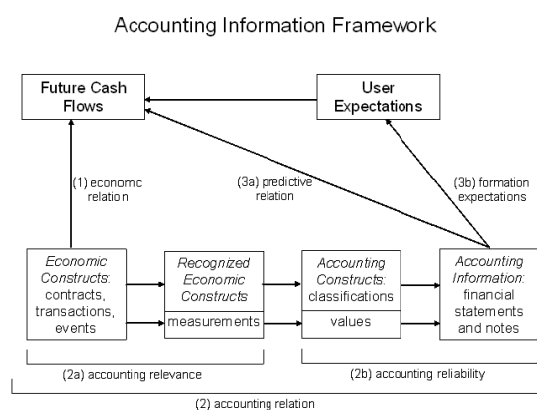 Accounting Information Framework
Future Cash
Flows
User
Expectations
(1) economic
relation
(3a) predictive
relation
(3b) formation
expectations
Economic
Constructs:
contracts,
transactions,
events
Recognized
Economic
Constructs
measurements
Accounting
Constructs:
classifications
values
Accounting
Information:
financial
statements
and notes
(2a) accounting relevance
(2b) accounting reliability
(2) accounting relation